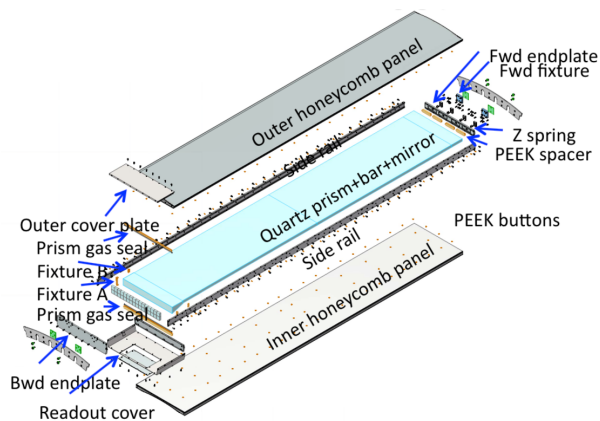 Fwd endplate
Fwd fixture
Outer honeycomb panel
Side rail
Z spring
PEEK spacer
Quartz prism+bar+mirror
Outer cover plate
PEEK buttons
Prism gas seal
Side rail
Fixture B
Fixture A
Prism gas seal
Inner honeycomb panel
Bwd endplate
Readout cover